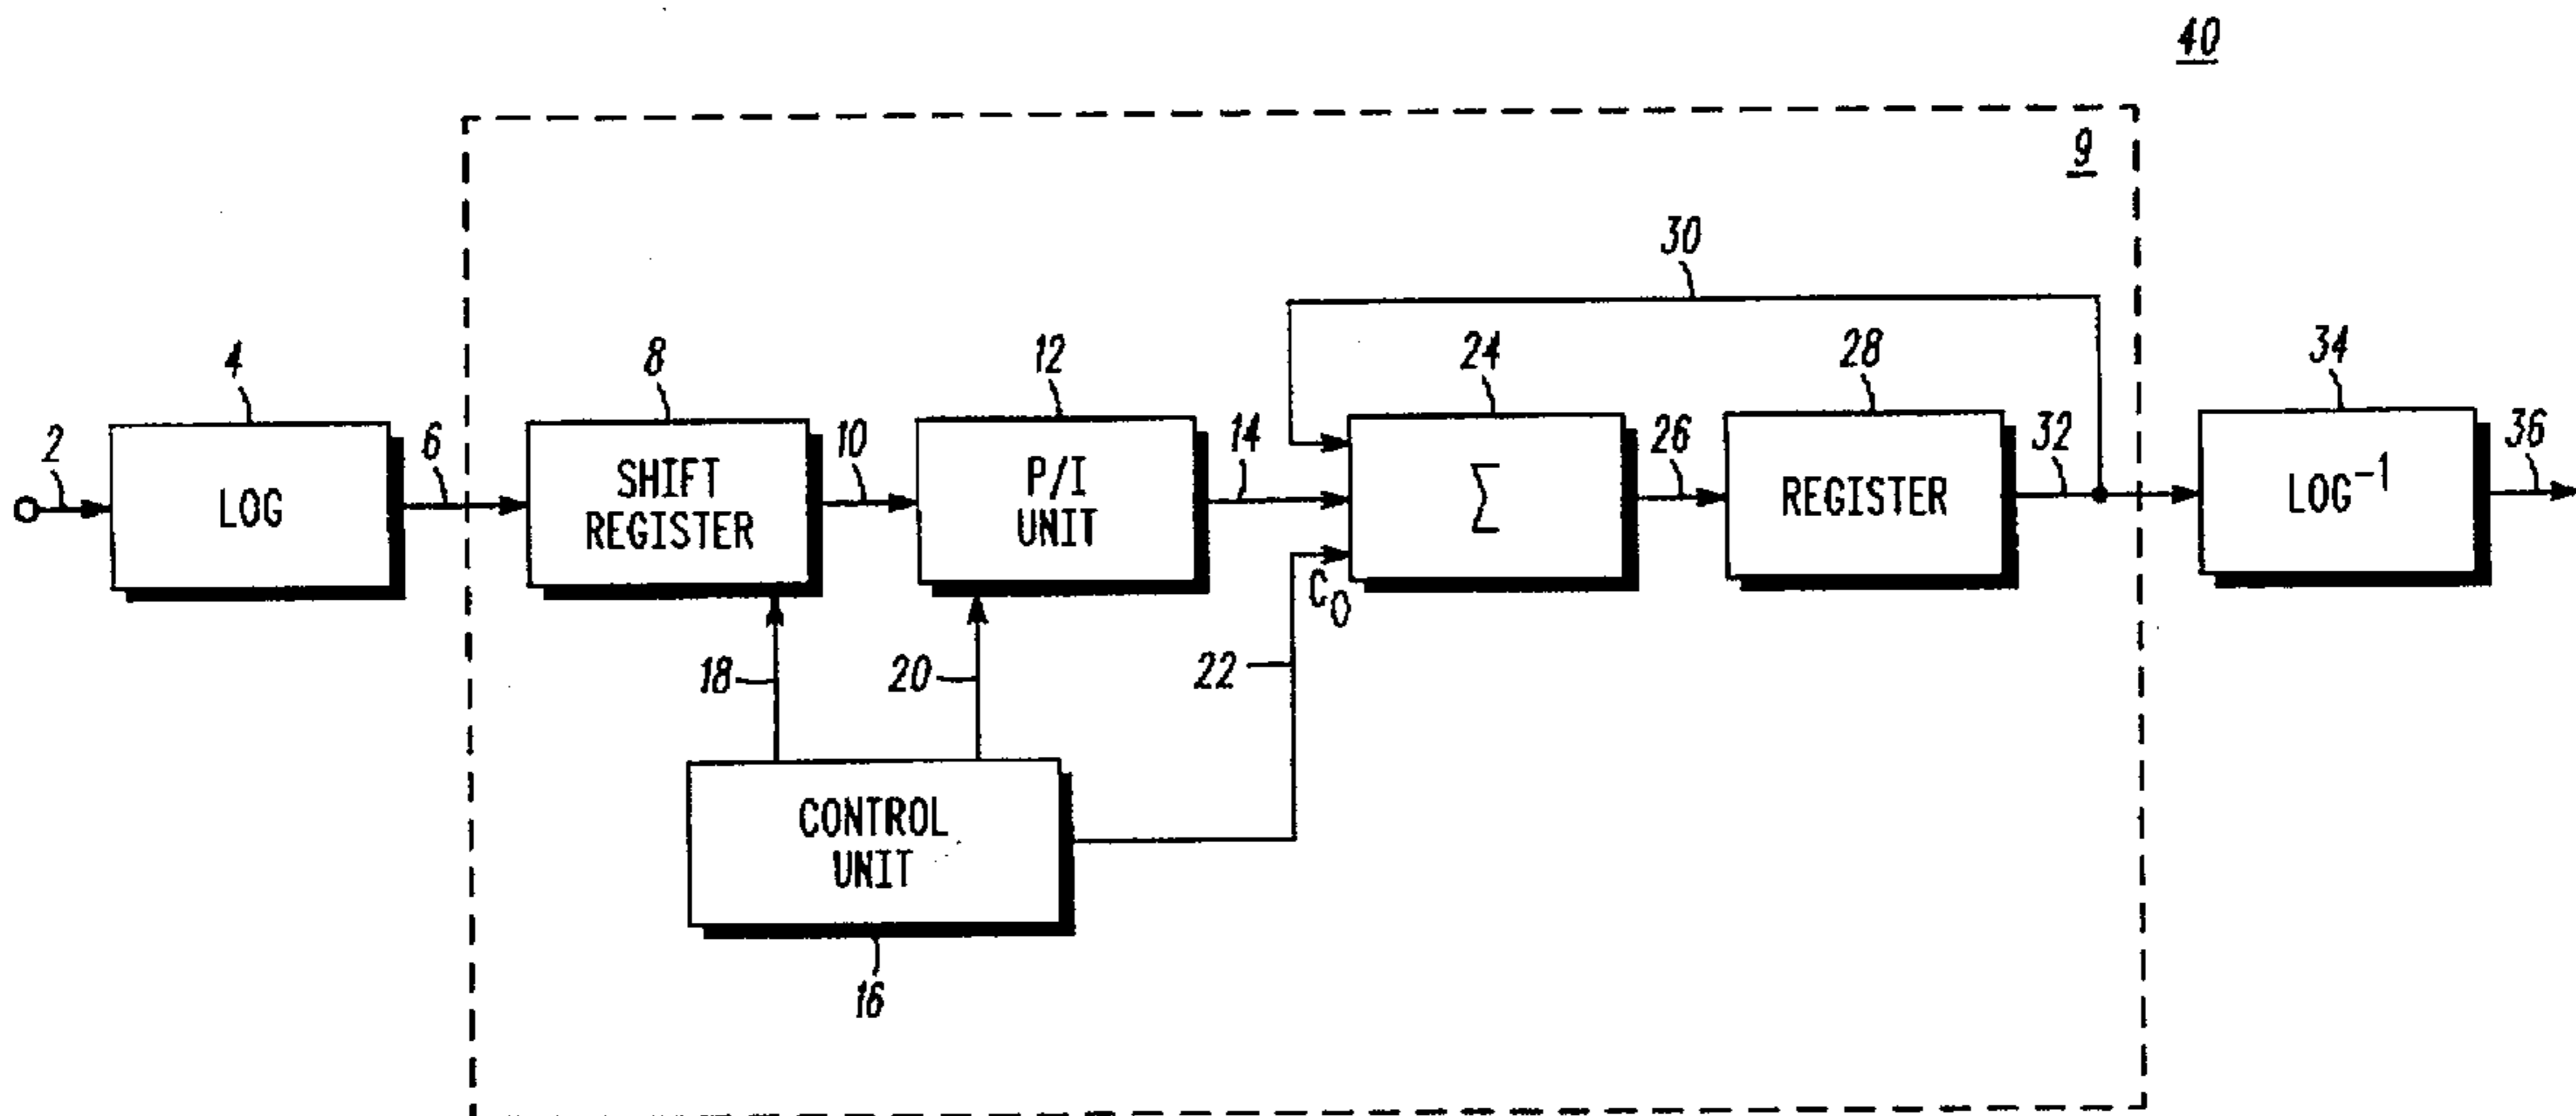 40
9
30
4
8
12
24
28
34
2
LOG
6
SHIFT
REGISTER
10
P/I
UNIT
14
Σ
26
REGISTER
32
LOG⁻¹
36
C₀
18
20
22
CONTROL
UNIT
16